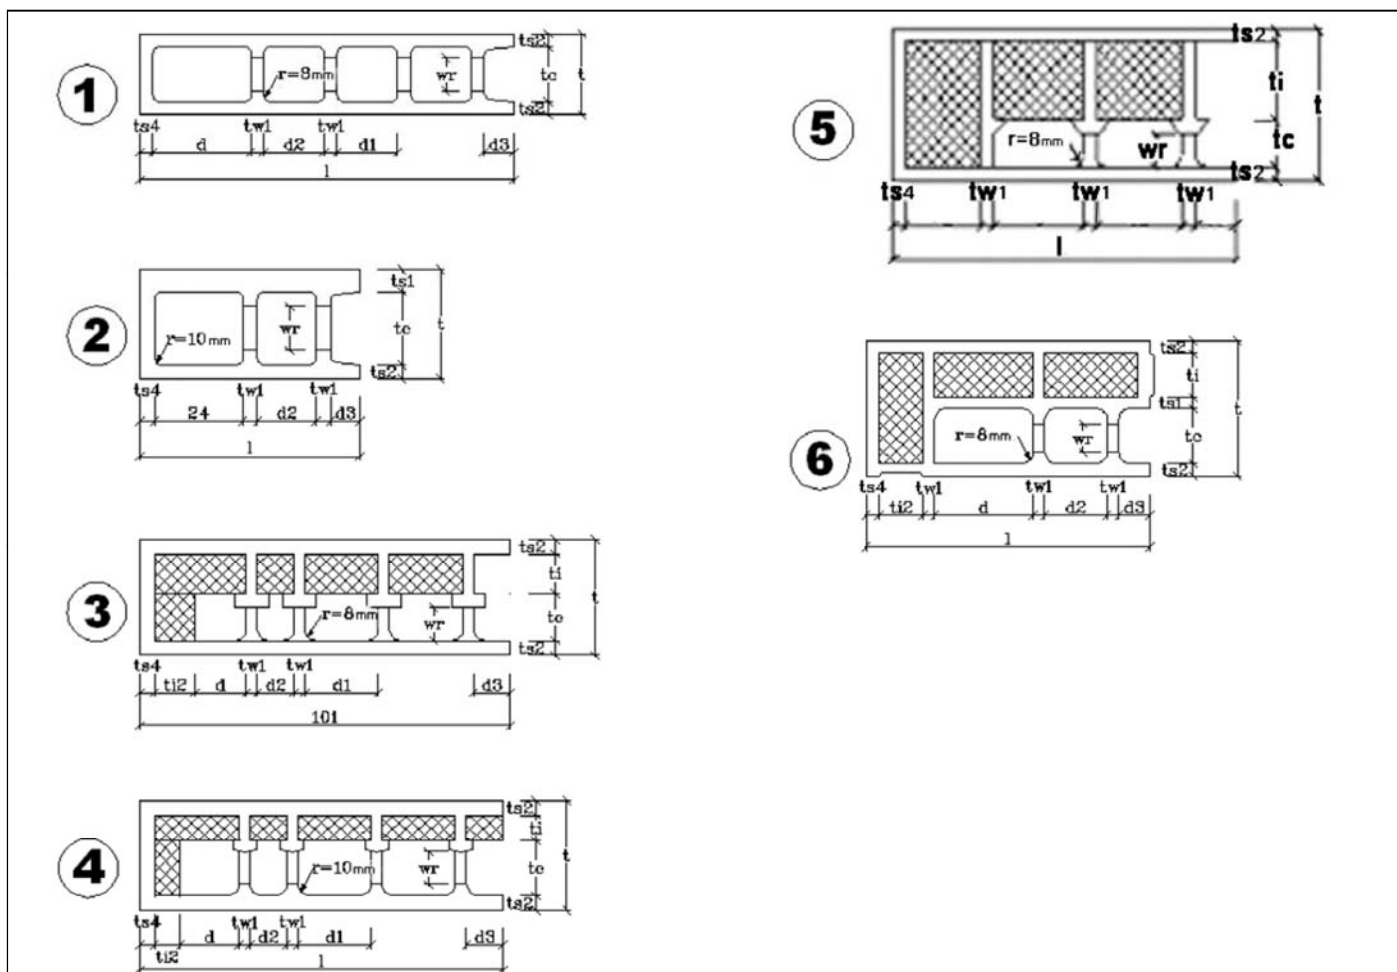 1
ts2
tc
t
ts2
r=8mm
wr
ts4 tw1 tw1
d d2 d1 d3
l
2
ts1
tc
t
ts2
r=10mm
wr
ts4 tw1 tw1
24 d2 d3
l
3
ts2
ti
t
tc
ts2
r=8mm
wr
ts4 tw1 tw1
ti2 d d2 d1 d3
101
4
ts2
ti
t
tc
ts2
r=10mm
wr
ts4 tw1 tw1
d d2 d1 d3
ti2 l
5
ts2
ti
t
tc
ts2
r=8mm
wr
ts4 tw1 tw1 tw1
l
6
ts2
ti
ts1
t
tc
ts2
r=8mm
wr
ts4 tw1 tw1 tw1
ti2 d d2 d3
l